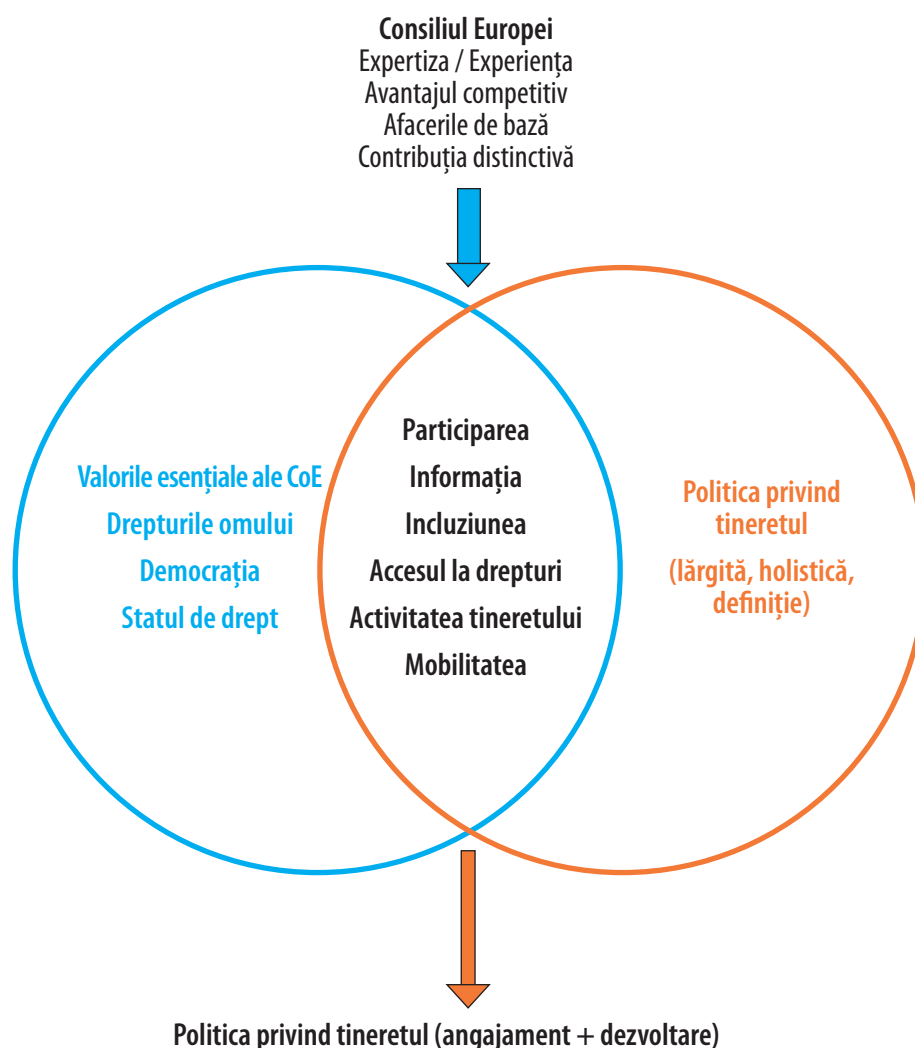 Consiliul Europei
Expertiza / Experiența
Avantajul competitiv
Afacerile de bază
Contribuția distinctivă
Valorile esențiale ale CoE
Drepturile omului
Democrația
Statul de drept
Participarea
Informația
Incluziunea
Accesul la drepturi
Activitatea tineretului
Mobilitatea
Politica privind
tineretul
(lărgită, holistică,
definiție)
Politica privind tineretul (angajament + dezvoltare)